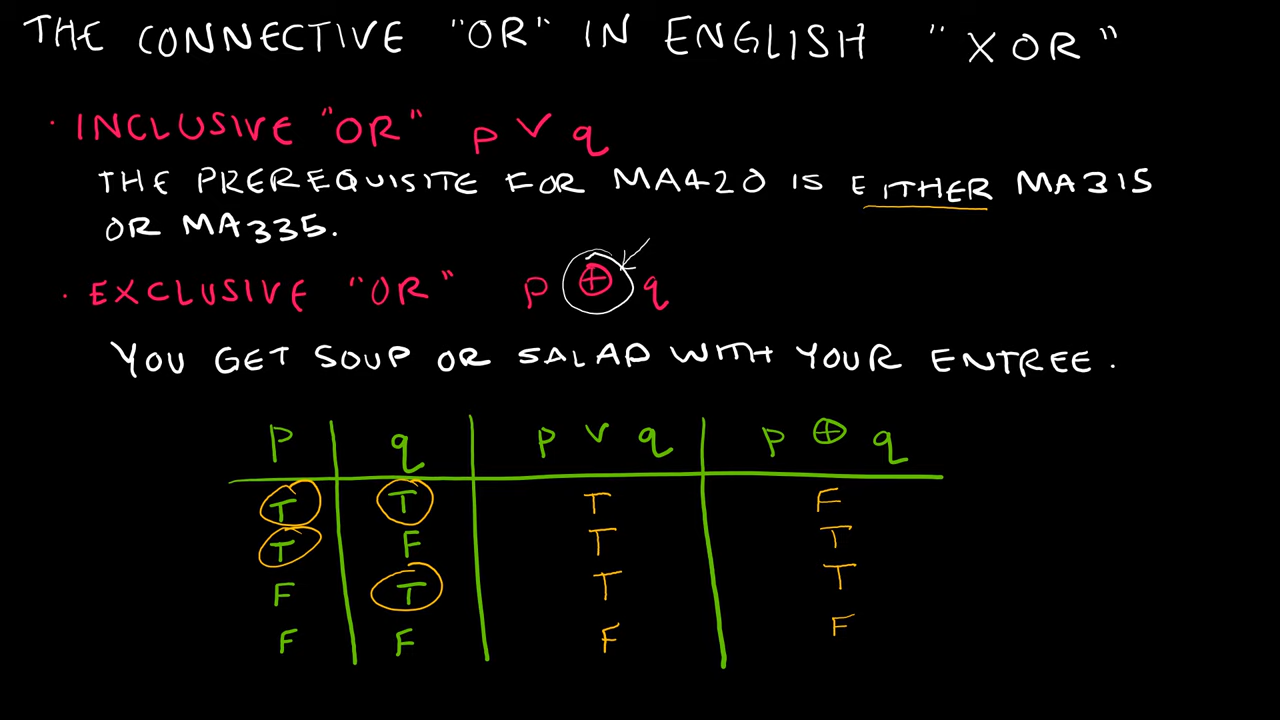 THE CONNECTIVE "OR" IN ENGLISH "XOR"
· INCLUSIVE "OR" p ∨ q
THE PREREQUISITE FOR MA420 IS EITHER MA315
OR MA335.
· EXCLUSIVE "OR" p ⊕ q
YOU GET SOUP OR SALAD WITH YOUR ENTREE.
p q p ∨ q p ⊕ q
T T T F
T F T T
F T T T
F F F F